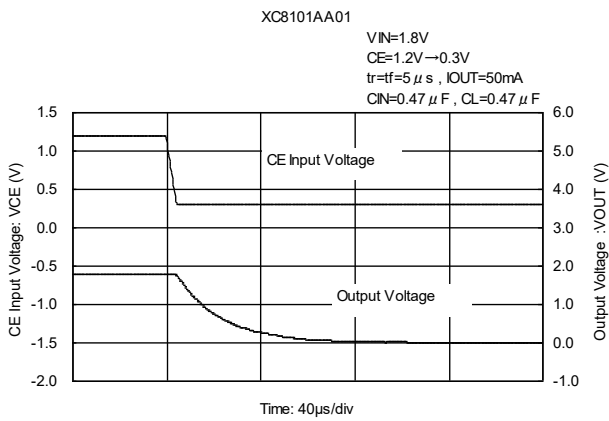 XC8101AA01
VIN=1.8V
CE=1.2V→0.3V
tr=tf=5μs , IOUT=50mA
CIN=0.47μF , CL=0.47μF
CE Input Voltage: VCE (V)
1.5
1.0
0.5
0.0
-0.5
-1.0
-1.5
-2.0
CE Input Voltage
Output Voltage
6.0
5.0
4.0
3.0
2.0
1.0
0.0
-1.0
Output Voltage :VOUT (V)
Time: 40μs/div